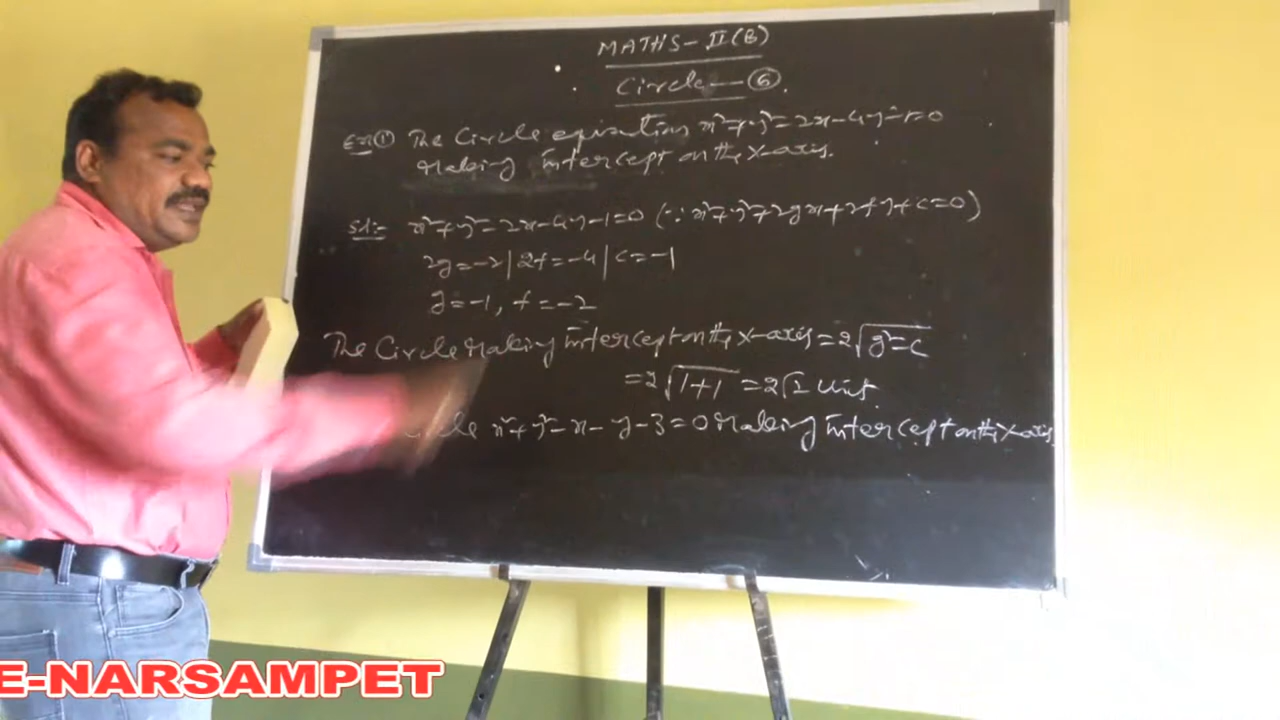 MATHS-II(B)
Circle-⑥.
Ex① The Circle equations x²+y²-2x-4y-1=0
Making intercept on the X-axis.
Sol:- x²+y²-2x-4y-1=0 (∵ x²+y²+2gx+2fy+c=0)
2g=-2|2f=-4|c=-1
g=-1, f=-2
The Circle Making intercept on the X-axis = 2√g²-c
=2√1+1 = 2√2 units.
x²+y²-x-y-3=0 Making intercept on the X-axis.
E-NARSAMPET